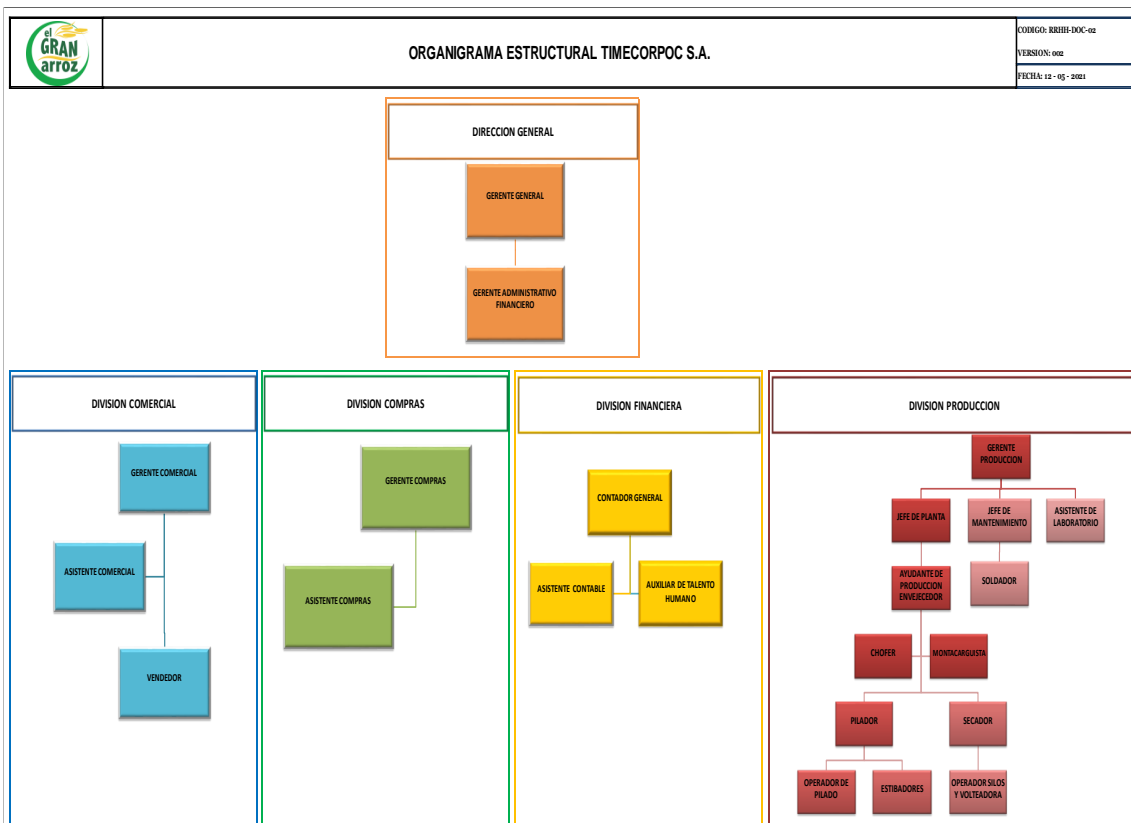 el
GRAN
arroz
ORGANIGRAMA ESTRUCTURAL TIMECORPOC S.A.
CODIGO: RRHH-DOC-02
VERSION: 002
FECHA: 12 - 05 - 2021
DIRECCION GENERAL
GERENTE GENERAL
GERENTE ADMINISTRATIVO
FINANCIERO
DIVISION COMERCIAL
GERENTE COMERCIAL
ASISTENTE COMERCIAL
VENDEDOR
DIVISION COMPRAS
GERENTE COMPRAS
ASISTENTE COMPRAS
DIVISION FINANCIERA
CONTADOR GENERAL
ASISTENTE CONTABLE
AUXILIAR DE TALENTO
HUMANO
DIVISION PRODUCCION
GERENTE
PRODUCCION
JEFE DE PLANTA
JEFE DE
MANTENIMIENTO
ASISTENTE DE
LABORATORIO
AYUDANTE DE
PRODUCCION
ENVEJECEDOR
SOLDADOR
CHOFER
MONTACARGUISTA
PILADOR
SECADOR
OPERADOR DE
PILADO
ESTIBADORES
OPERADOR SILOS
Y VOLTEADORA